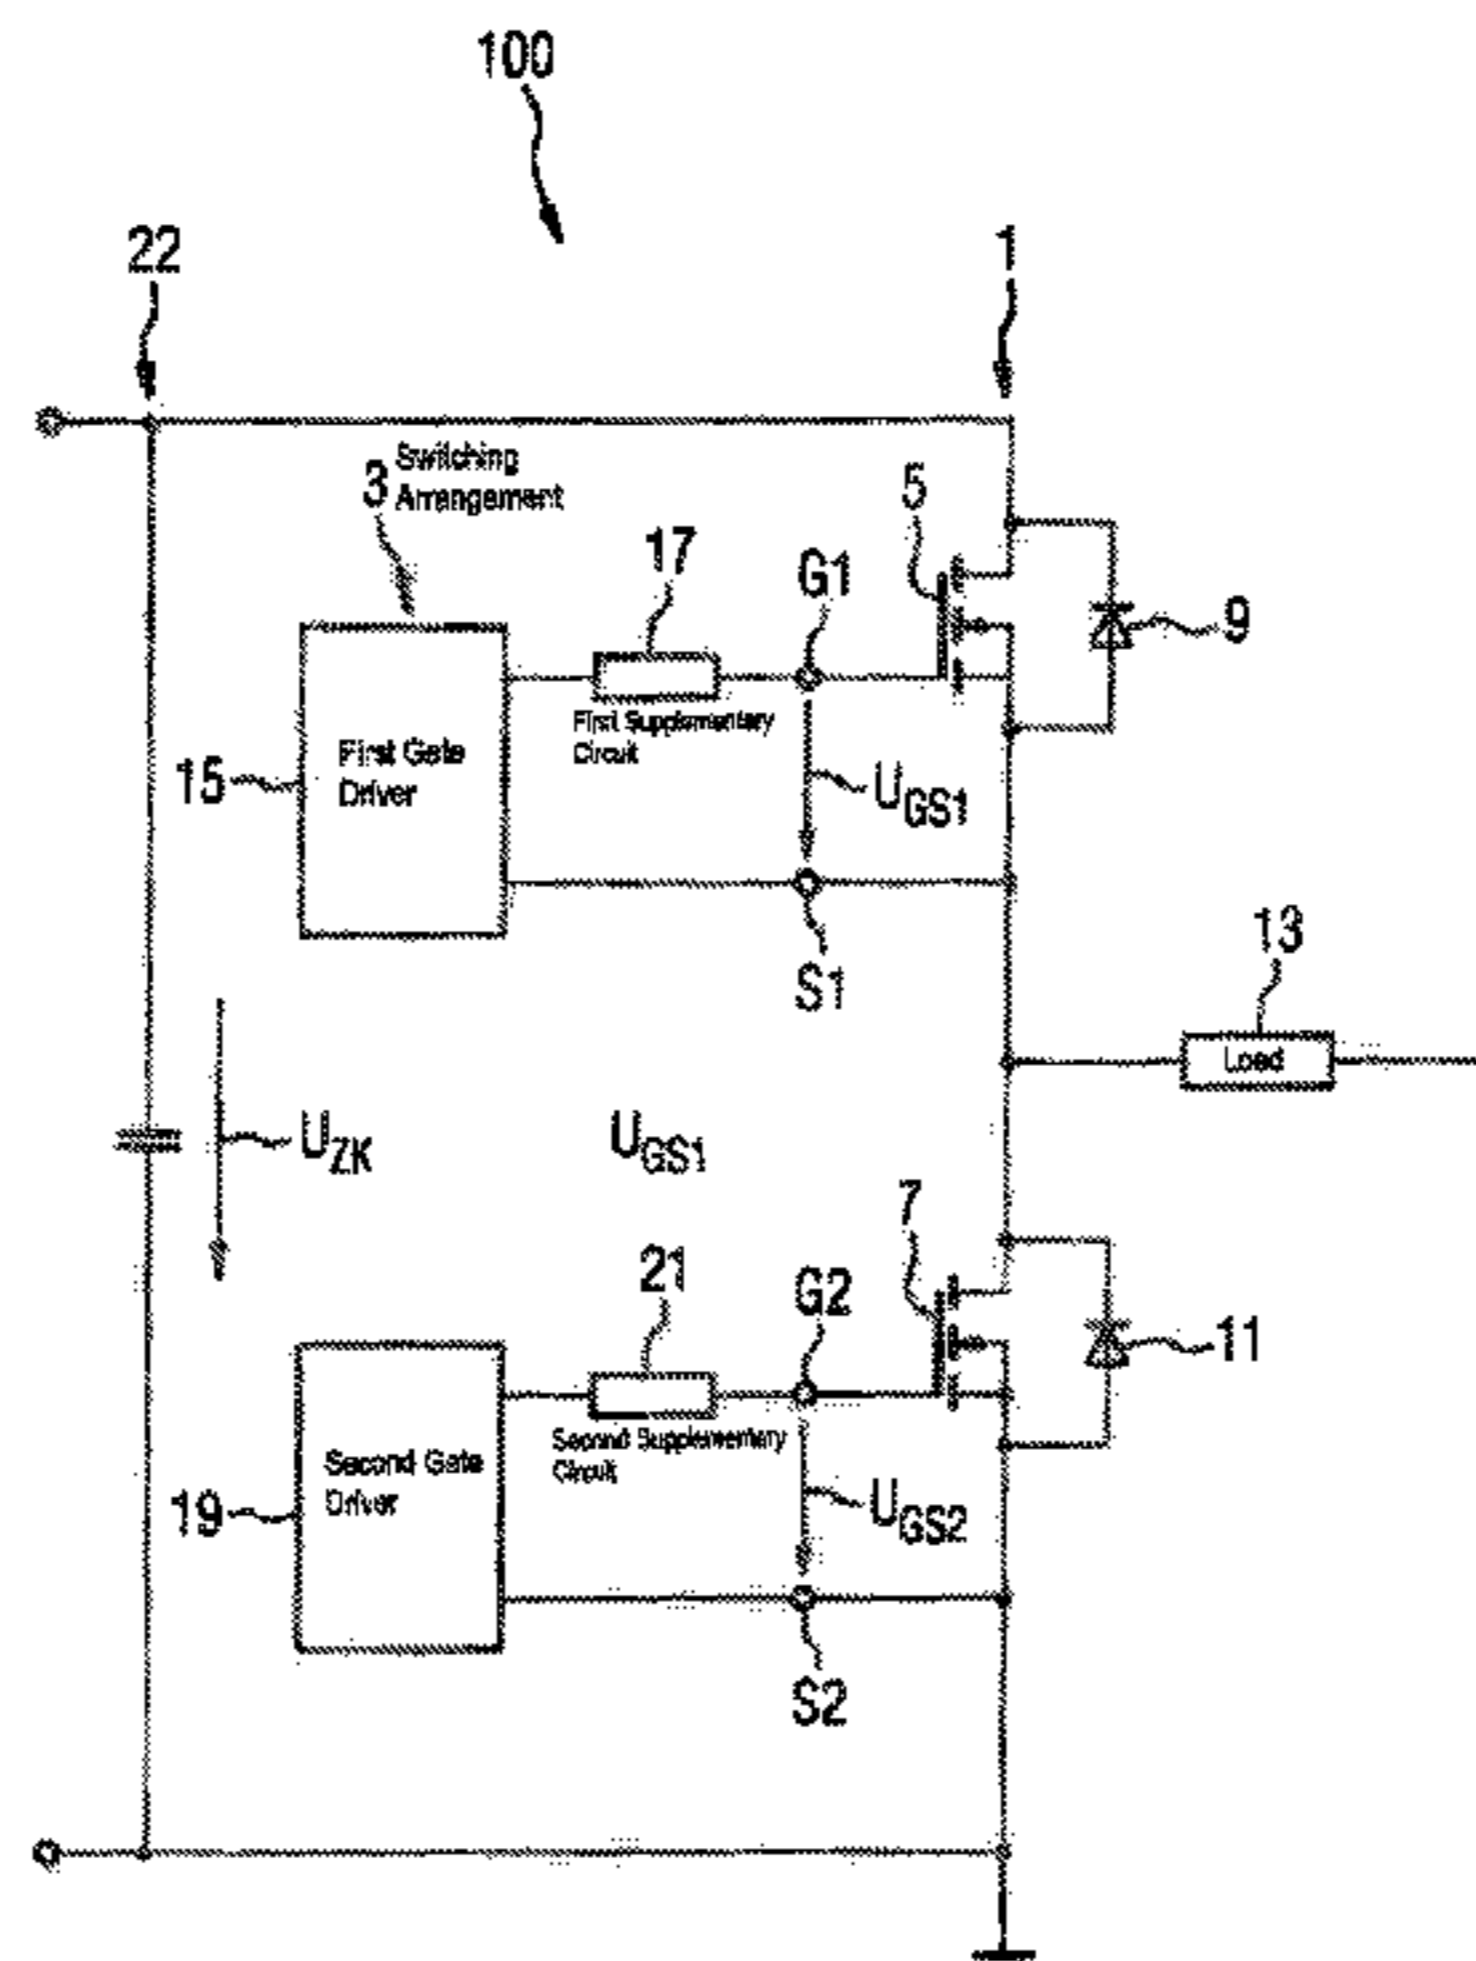 100
22
1
3 Switching
Arrangement
5
17
G1
9
First Supplementary
Circuit
First Gate
Driver
15
UGS1
S1
13
Load
UZK
UGS1
7
21
G2
11
Second Supplementary
Circuit
Second Gate
Driver
19
UGS2
S2